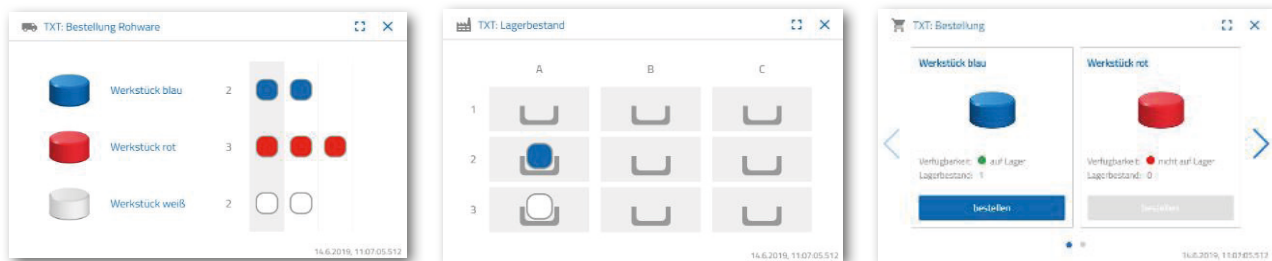 TXT: Bestellung Rohware
Werkstück blau 2
Werkstück rot 3
Werkstück weiß 2
14.6.2019, 11:07:05.512
TXT: Lagerbestand
A B C
1
2
3
14.6.2019, 11:07:05.512
TXT: Bestellung
Werkstück blau
Verfügbarkeit: auf Lager
Lagerbestand: 1
bestellen
Werkstück rot
Verfügbarkeit: nicht auf Lager
Lagerbestand: 0
bestellen
14.6.2019, 11:07:05.512